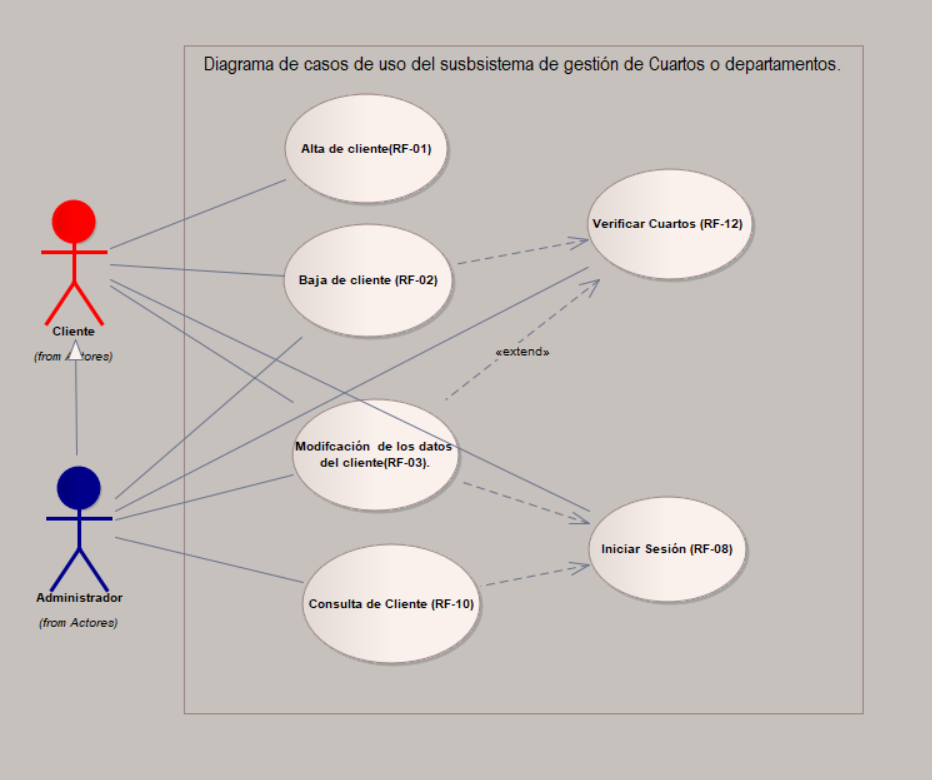 Diagrama de casos de uso del susbsistema de gestión de Cuartos o departamentos.
Alta de cliente(RF-01)
Verificar Cuartos (RF-12)
Baja de cliente (RF-02)
Cliente
(from Actores)
«extend»
Modifcación de los datos
del cliente(RF-03).
Iniciar Sesión (RF-08)
Administrador
(from Actores)
Consulta de Cliente (RF-10)